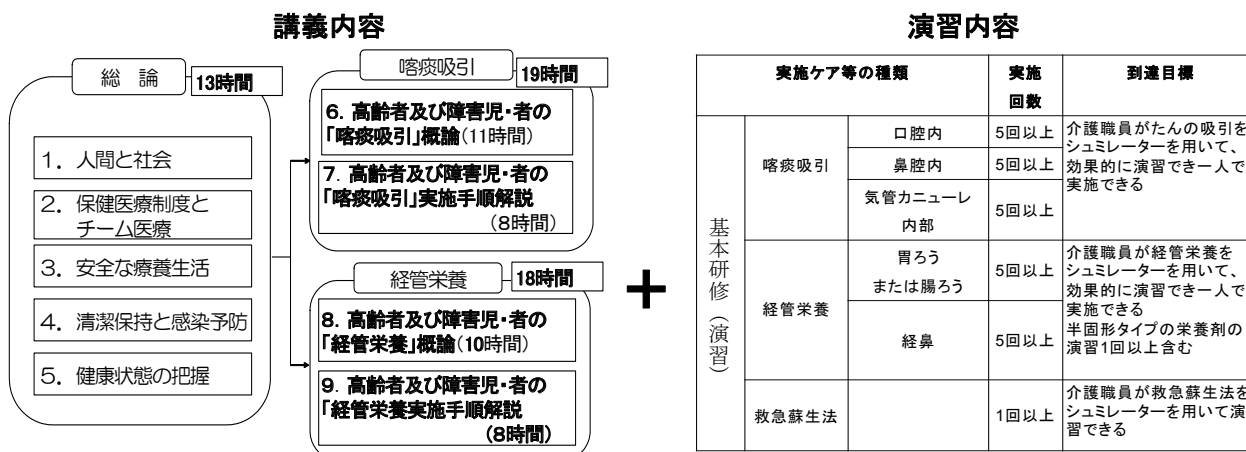 講義内容
総 論
13時間
1. 人間と社会
2. 保健医療制度と
チーム医療
3. 安全な療養生活
4. 清潔保持と感染予防
5. 健康状態の把握
喀痰吸引
19時間
6. 高齢者及び障害児・者の
「喀痰吸引」概論(11時間)
7. 高齢者及び障害児・者の
「喀痰吸引」実施手順解説
(8時間)
経管栄養
18時間
8. 高齢者及び障害児・者の
「経管栄養」概論(10時間)
9. 高齢者及び障害児・者の
「経管栄養実施手順解説
(8時間)
+
演習内容
実施ケア等の種類
実施
回数
到達目標
基本研修(演習)
喀痰吸引
口腔内
5回以上
鼻腔内
5回以上
気管カニューレ
内部
5回以上
介護職員がたんの吸引を
シュミレーターを用いて、
効果的に演習でき一人で
実施できる
経管栄養
胃ろう
または腸ろう
5回以上
経鼻
5回以上
介護職員が経管栄養を
シュミレーターを用いて、
効果的に演習でき一人で
実施できる
半固形タイプの栄養剤の
演習1回以上含む
救急蘇生法
1回以上
介護職員が救急蘇生法を
シュミレーターを用いて演
習できる